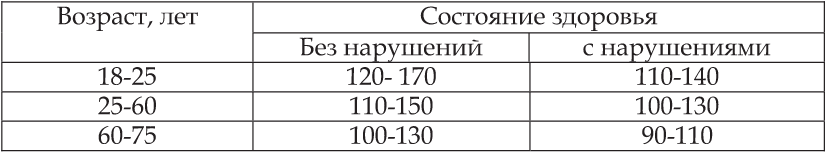 Возраст, лет Состояние здоровья
Без нарушений с нарушениями
18-25 120- 170 110-140
25-60 110-150 100-130
60-75 100-130 90-110